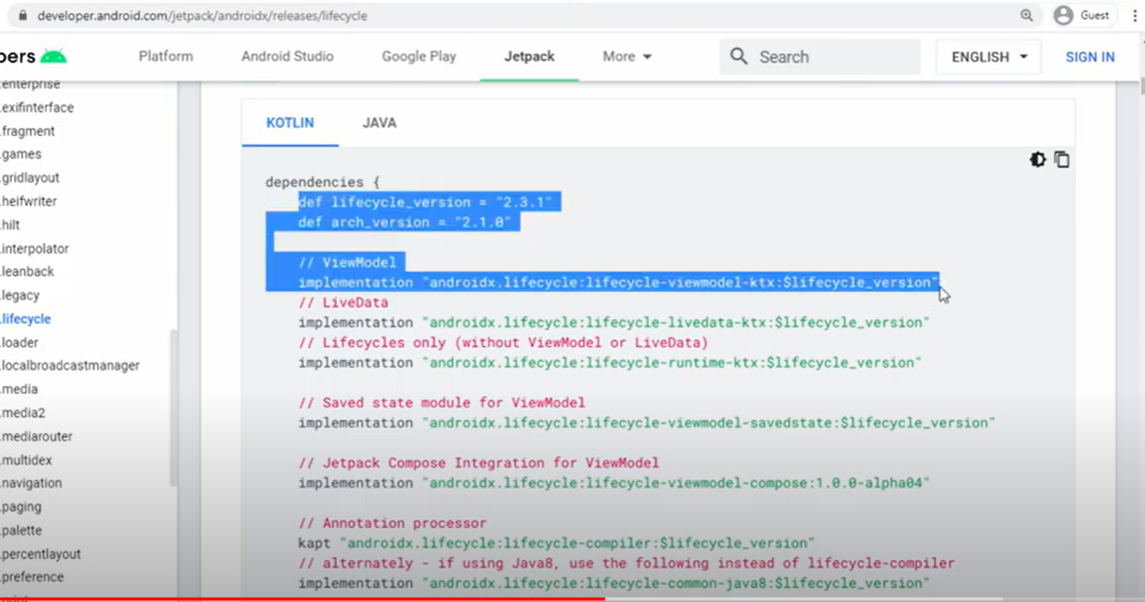 developer.android.com/jetpack/androidx/releases/lifecycle
Guest
pers
Platform
Android Studio
Google Play
Jetpack
More
Search
ENGLISH
SIGN IN
.enterprise
.exifinterface
.fragment
.games
.gridlayout
.heifwriter
.hilt
.interpolator
.leanback
.legacy
.lifecycle
.loader
.localbroadcastmanager
.media
.media2
.mediarouter
.multidex
.navigation
.paging
.palette
.percentlayout
.preference
KOTLIN
JAVA
dependencies {
def lifecycle_version = "2.3.1"
def arch_version = "2.1.0"
// ViewModel
implementation "androidx.lifecycle:lifecycle-viewmodel-ktx:$lifecycle_version"
// LiveData
implementation "androidx.lifecycle:lifecycle-livedata-ktx:$lifecycle_version"
// Lifecycles only (without ViewModel or LiveData)
implementation "androidx.lifecycle:lifecycle-runtime-ktx:$lifecycle_version"
// Saved state module for ViewModel
implementation "androidx.lifecycle:lifecycle-viewmodel-savedstate:$lifecycle_version"
// Jetpack Compose Integration for ViewModel
implementation "androidx.lifecycle:lifecycle-viewmodel-compose:1.0.0-alpha04"
// Annotation processor
kapt "androidx.lifecycle:lifecycle-compiler:$lifecycle_version"
// alternately - if using Java8, use the following instead of lifecycle-compiler
implementation "androidx.lifecycle:lifecycle-common-java8:$lifecycle_version"